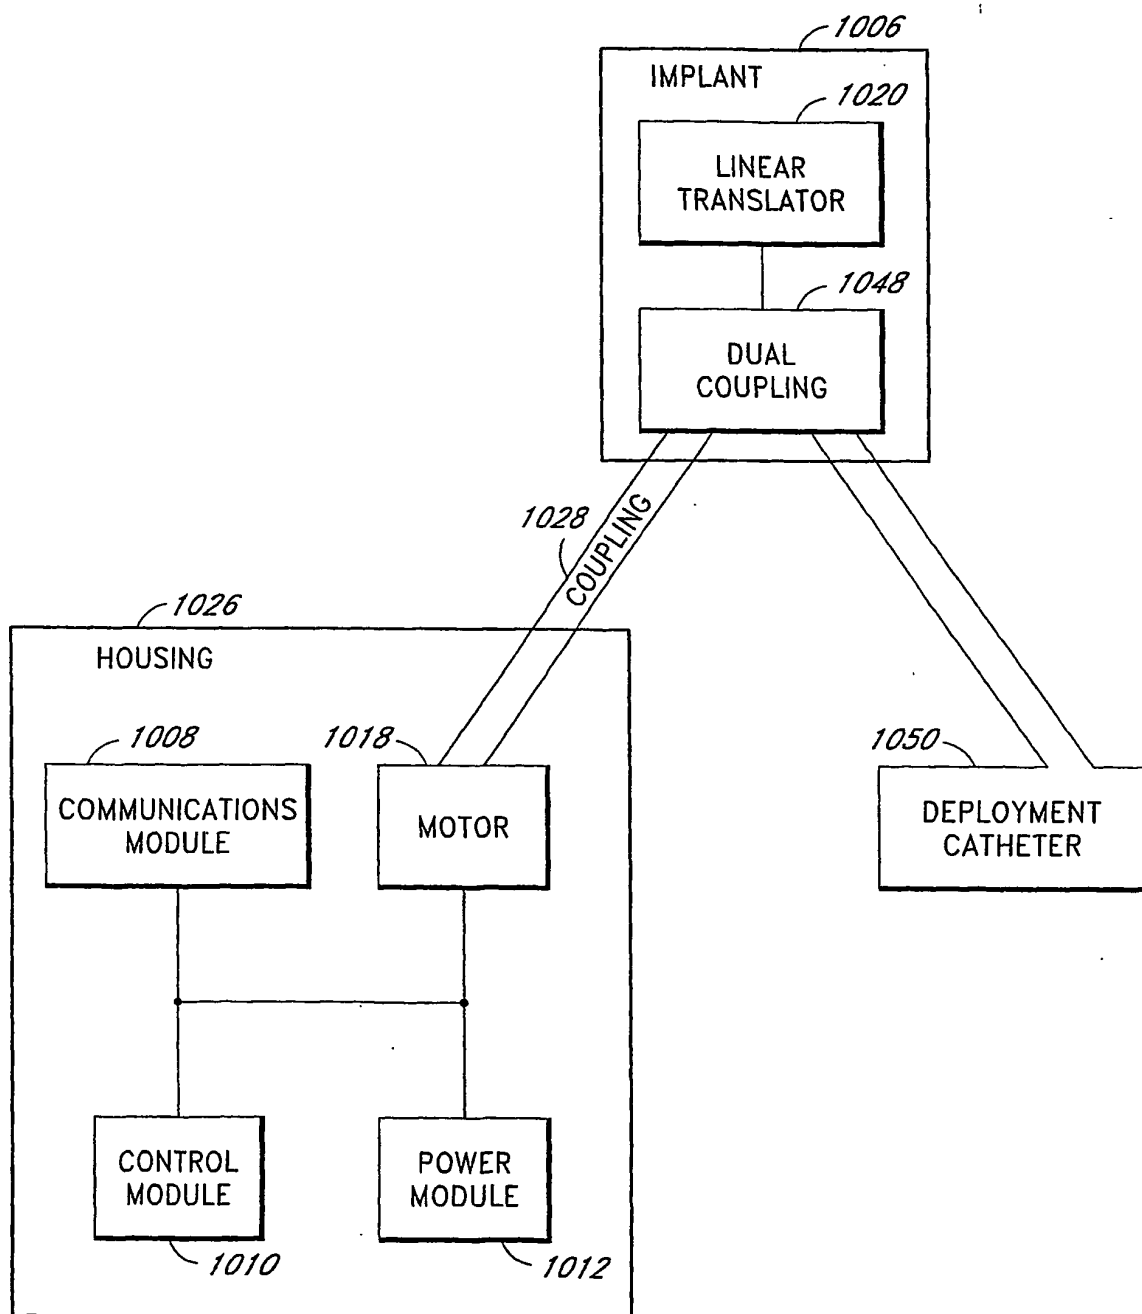 1006
IMPLANT
1020
LINEAR
TRANSLATOR
1048
DUAL
COUPLING
1028
COUPLING
1026
HOUSING
1008
COMMUNICATIONS
MODULE
1018
MOTOR
1050
DEPLOYMENT
CATHETER
CONTROL
MODULE
1010
POWER
MODULE
1012